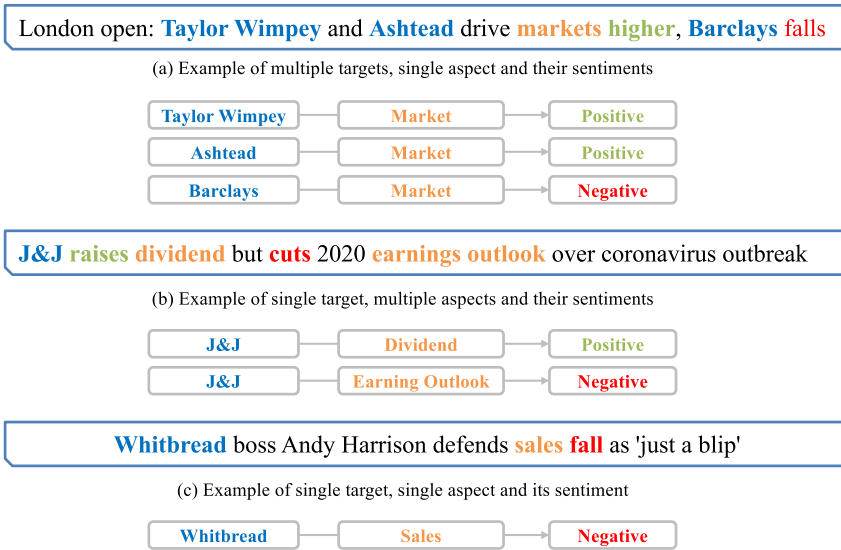 London open: Taylor Wimpey and Ashtead drive markets higher, Barclays falls
(a) Example of multiple targets, single aspect and their sentiments
Taylor Wimpey Market Positive
Ashtead Market Positive
Barclays Market Negative
J&J raises dividend but cuts 2020 earnings outlook over coronavirus outbreak
(b) Example of single target, multiple aspects and their sentiments
J&J Dividend Positive
J&J Earning Outlook Negative
Whitbread boss Andy Harrison defends sales fall as 'just a blip'
(c) Example of single target, single aspect and its sentiment
Whitbread Sales Negative